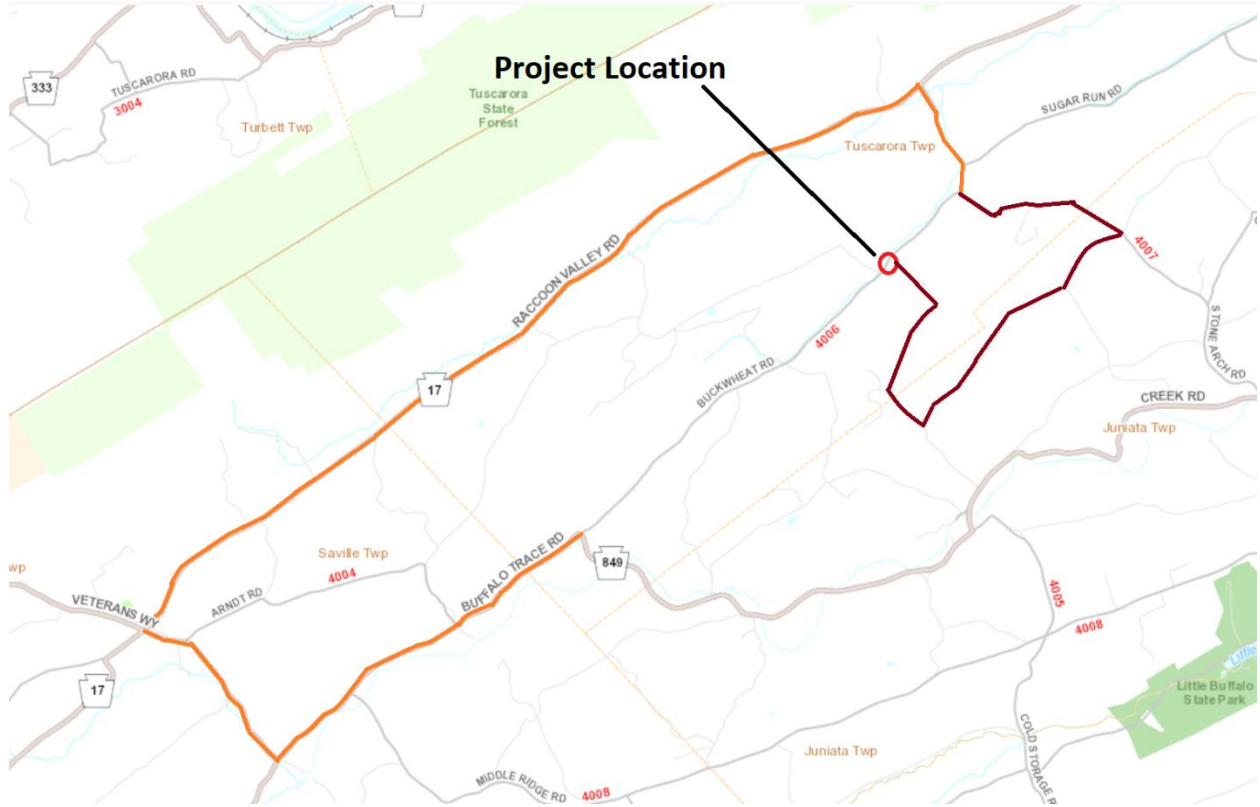 Project Location
333
TUSCARORA RD
3004
Turbett Twp
Tuscarora
State
Forest
SUGAR RUN RD
Tuscarora Twp
RACCOON VALLEY RD
4007
4006
STONE ARCH RD
BUCKWHEAT RD
17
CREEK RD
Juniata Twp
Saville Twp
4004
BUFFALO TRACE RD
849
wp
VETERANS WY
ARNDT RD
4005
4008
17
Little
Little Buffalo
State Park
COLD STORAGE R
Juniata Twp
MIDDLE RIDGE RD
4008